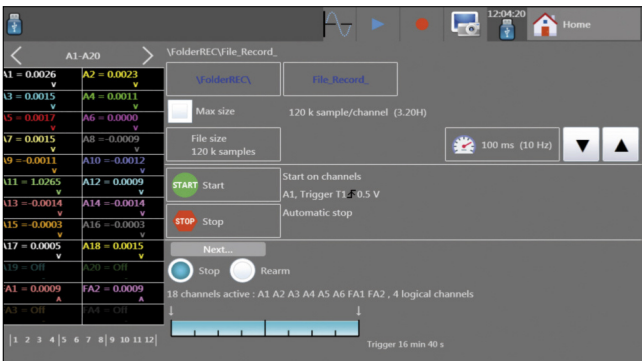 12:04:20
Home
A1-A20
\FolderREC\File_Record_
A1 = 0.0026 V
A2 = 0.0023 V
A3 = 0.0015 V
A4 = 0.0011 V
A5 = 0.0017 V
A6 = 0.0000 V
A7 = 0.0015 V
A8 =-0.0009 V
A9 =-0.0011 V
A10 =-0.0012 V
A11 = 1.0265 V
A12 = 0.0009 V
A13 =-0.0014 V
A14 =-0.0014 V
A15 =-0.0003 V
A16 =-0.0003 V
A17 = 0.0005 V
A18 = 0.0015 V
A19 = Off
A20 = Off
FA1 = 0.0009 A
FA2 = 0.0009 A
FA3 = Off
FA4 = Off
1 2 3 4 5 6 7 8 9 10 11 12
\FolderREC\
File_Record_
Max size
120 k sample/channel (3.20H)
File size
120 k samples
100 ms (10 Hz)
START Start
Start on channels
A1, Trigger T1 0.5 V
STOP Stop
Automatic stop
Next...
Stop
Rearm
18 channels active : A1 A2 A3 A4 A5 A6 FA1 FA2 , 4 logical channels
Trigger 16 min 40 s